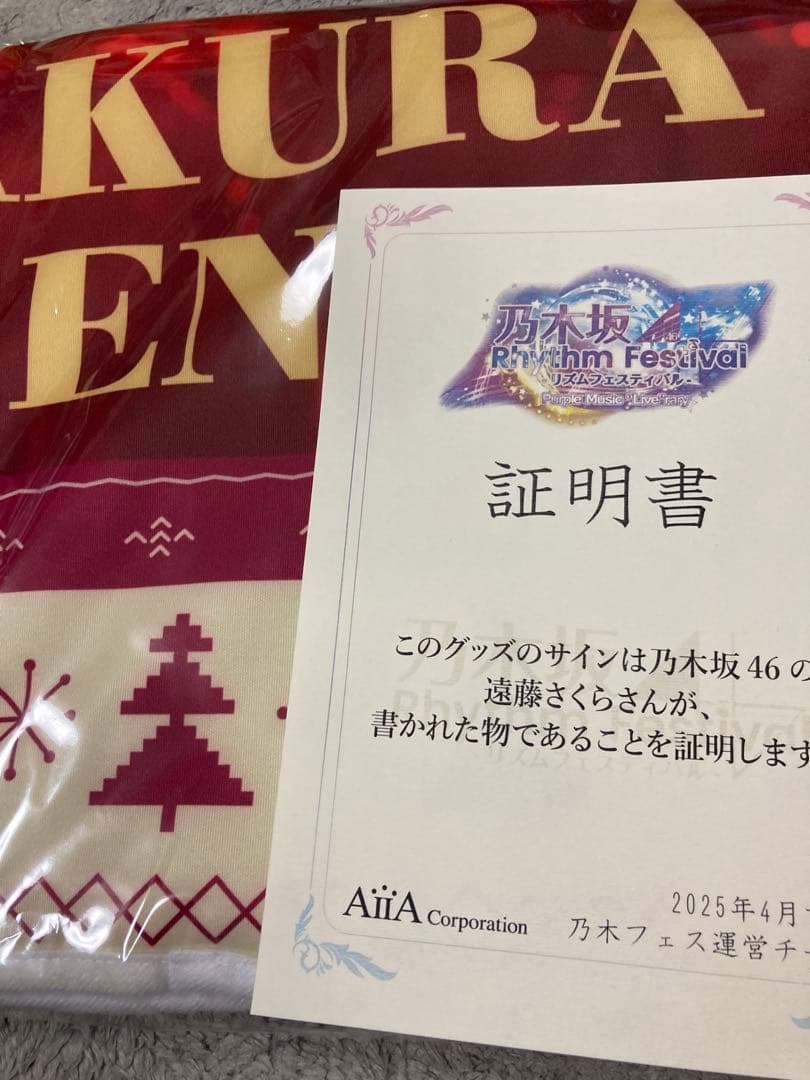 AKURA
EN
乃木坂46
Rhythm Festival
- リズムフェスティバル -
Purple Music "Live"rary
証明書
このグッズのサインは乃木坂46の
遠藤さくらさんが、
書かれた物であることを証明します
AiiA Corporation
2025年4月
乃木フェス運営チー